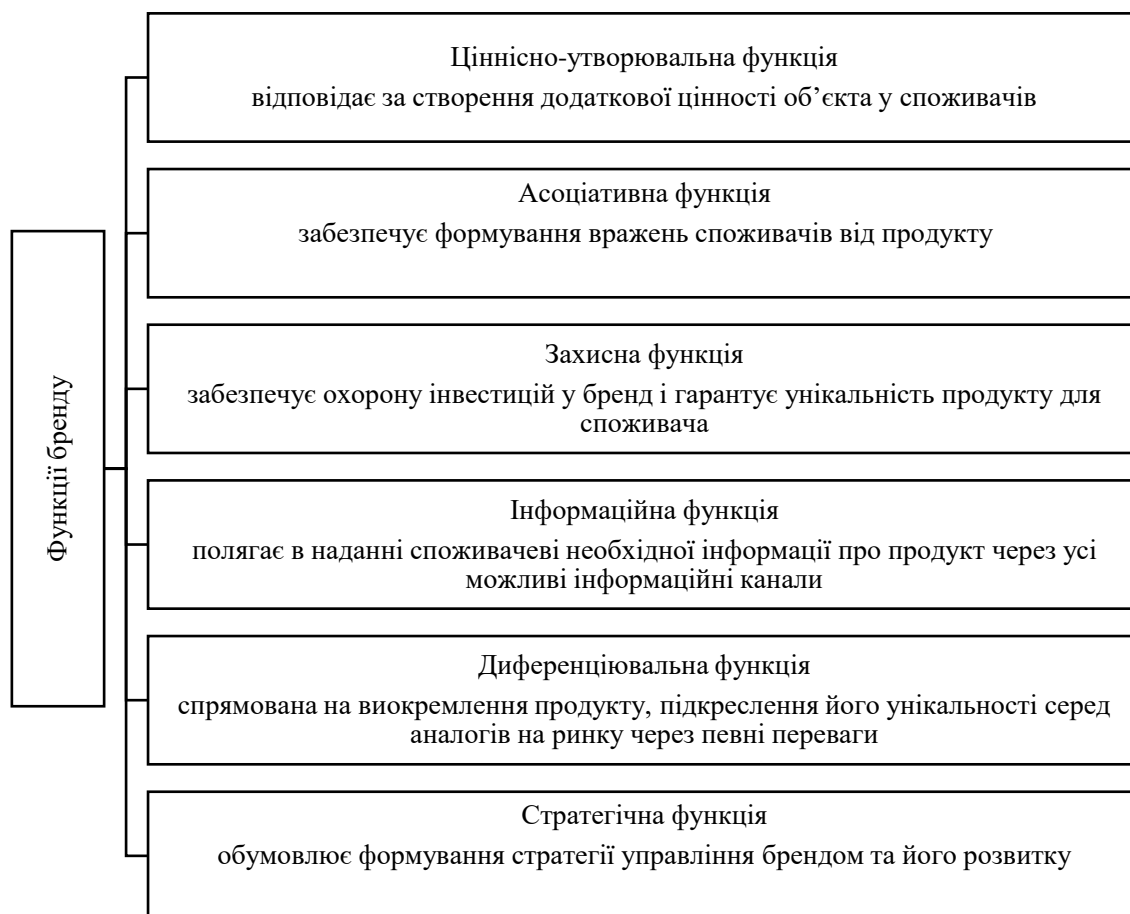 Функції бренду
Ціннісно-утворювальна функція
відповідає за створення додаткової цінності об’єкта у споживачів
Асоціативна функція
забезпечує формування вражень споживачів від продукту
Захисна функція
забезпечує охорону інвестицій у бренд і гарантує унікальність продукту для
споживача
Інформаційна функція
полягає в наданні споживачеві необхідної інформації про продукт через усі
можливі інформаційні канали
Диференціювальна функція
спрямована на виокремлення продукту, підкреслення його унікальності серед
аналогів на ринку через певні переваги
Стратегічна функція
обумовлює формування стратегії управління брендом та його розвитку